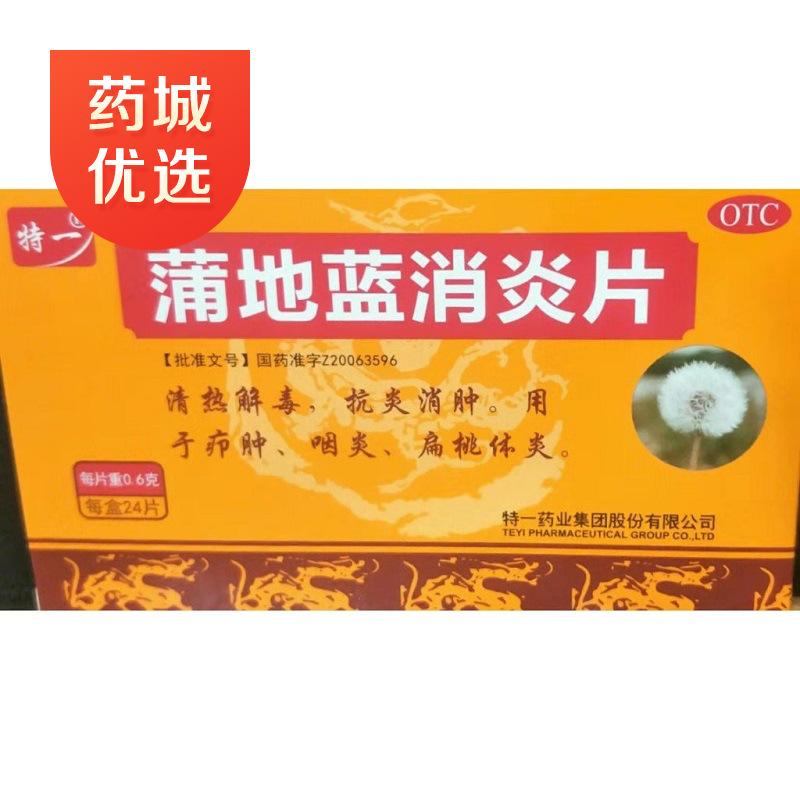 药城
优选
特一®
OTC
蒲地蓝消炎片
【批准文号】国药准字Z20063596
清热解毒，抗炎消肿。用
于疖肿、咽炎、扁桃体炎。
每片重0.6克
每盒24片
特一药业集团股份有限公司
TEYI PHARMACEUTICAL GROUP CO.,LTD